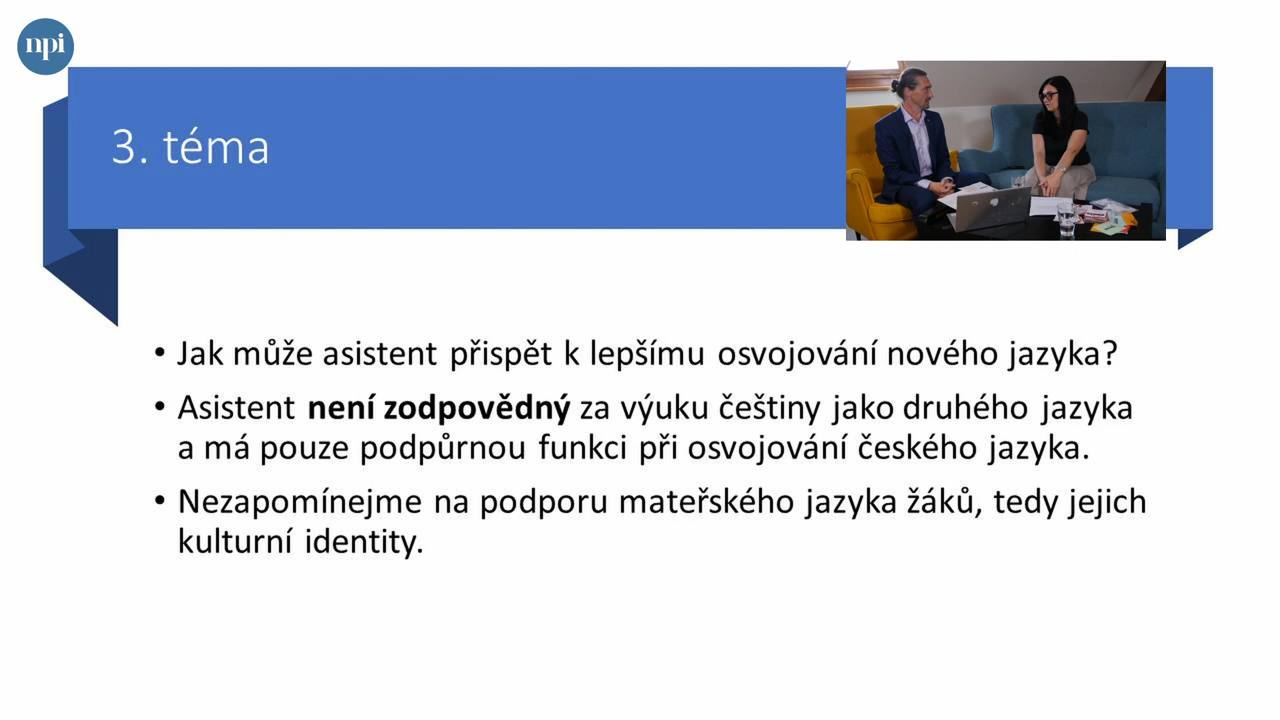 npi
3. téma
• Jak může asistent přispět k lepšímu osvojování nového jazyka?
• Asistent není zodpovědný za výuku češtiny jako druhého jazyka
a má pouze podpůrnou funkci při osvojování českého jazyka.
• Nezapomínejme na podporu mateřského jazyka žáků, tedy jejich
kulturní identity.